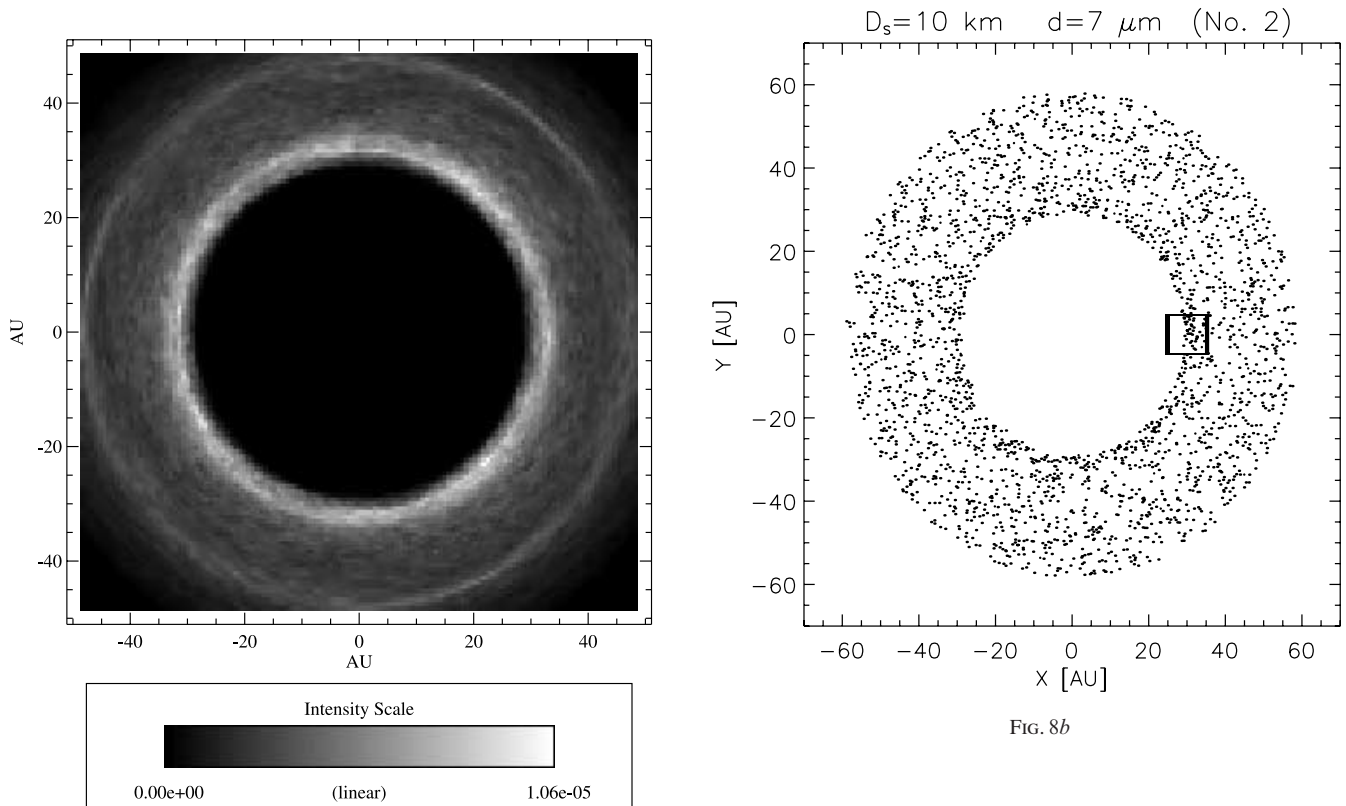 40
20
0
-20
-40
AU
-40 -20 0 20 40
AU
Intensity Scale
0.00e+00 (linear) 1.06e-05
Dₛ=10 km d=7 μm (No. 2)
60
40
20
0
−20
−40
−60
Y [AU]
−60 −40 −20 0 20 40 60
X [AU]
FIG. 8b